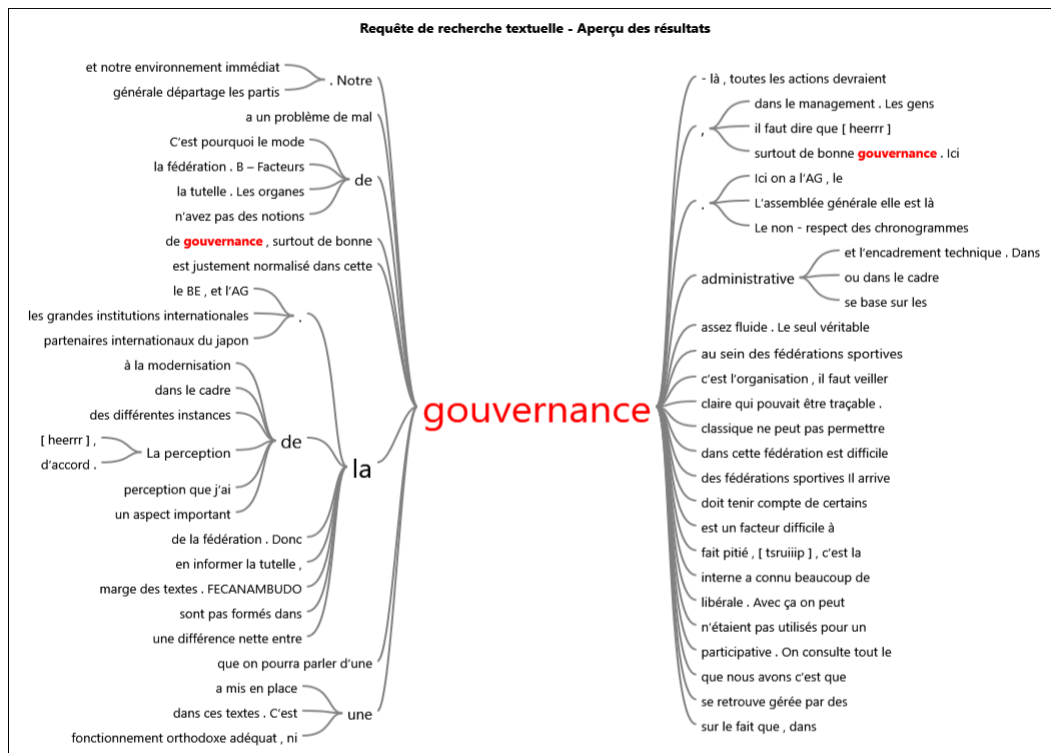 Requête de recherche textuelle - Aperçu des résultats
et notre environnement immédiat
générale départage les partis
. Notre
a un problème de mal
C'est pourquoi le mode
la fédération . B – Facteurs
la tutelle . Les organes
n'avez pas des notions
de
de gouvernance , surtout de bonne
est justement normalisé dans cette
le BE , et l'AG
les grandes institutions internationales
partenaires internationaux du japon
.
à la modernisation
dans le cadre
des différentes instances
[ heerrr ] ,
d'accord .
La perception
perception que j'ai
un aspect important
de
de la fédération . Donc
en informer la tutelle ,
marge des textes . FECANAMBUDO
sont pas formés dans
une différence nette entre
la
que on pourra parler d'une
a mis en place
dans ces textes . C'est
fonctionnement orthodoxe adéquat , ni
une
gouvernance
- là , toutes les actions devraient
,
dans le management . Les gens
il faut dire que [ heerrr ]
surtout de bonne gouvernance . Ici
.
Ici on a l'AG , le
L'assemblée générale elle est là
Le non - respect des chronogrammes
administrative
et l'encadrement technique . Dans
ou dans le cadre
se base sur les
assez fluide . Le seul véritable
au sein des fédérations sportives
c'est l'organisation , il faut veiller
claire qui pouvait être traçable .
classique ne peut pas permettre
dans cette fédération est difficile
des fédérations sportives Il arrive
doit tenir compte de certains
est un facteur difficile à
fait pitié , [ tsruiiip ] , c'est la
interne a connu beaucoup de
libérale . Avec ça on peut
n'étaient pas utilisés pour un
participative . On consulte tout le
que nous avons c'est que
se retrouve gérée par des
sur le fait que , dans